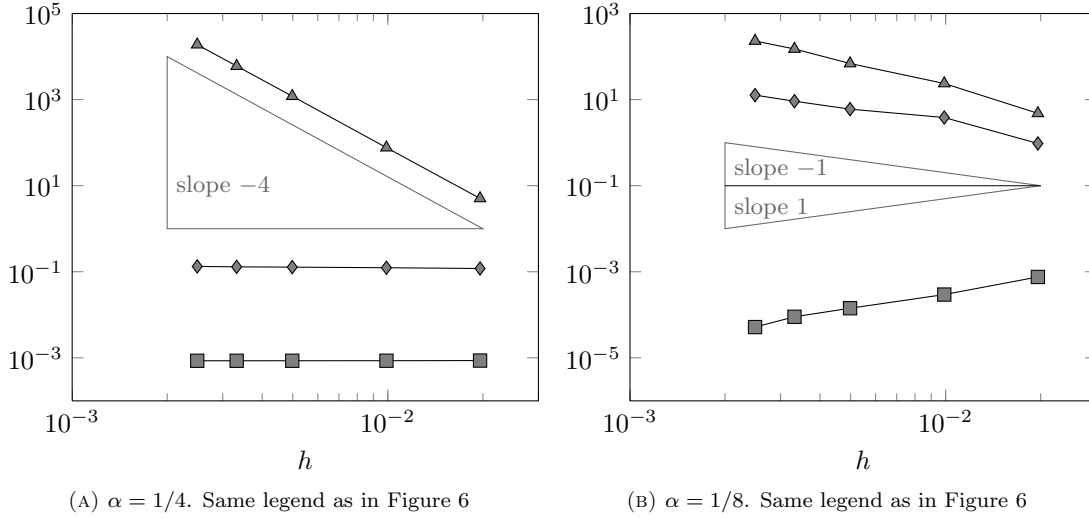 10^5
10^3
10^1
10^−1
10^−3
slope −4
10^−3
10^−2
h
(A) α = 1/4. Same legend as in Figure 6
10^3
10^1
10^−1
10^−3
10^−5
slope −1
slope 1
10^−3
10^−2
h
(B) α = 1/8. Same legend as in Figure 6